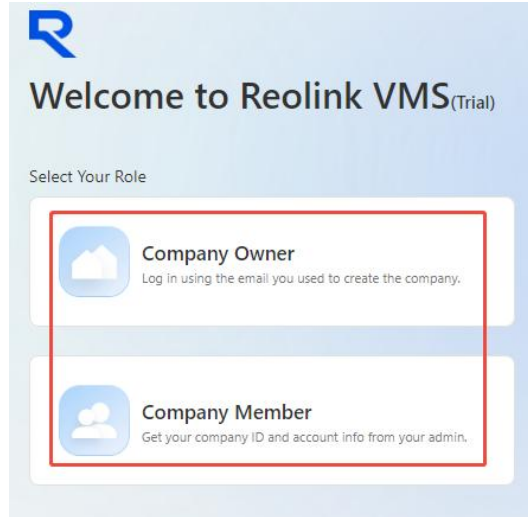 Welcome to Reolink VMS(Trial)
Select Your Role
Company Owner
Log in using the email you used to create the company.
Company Member
Get your company ID and account info from your admin.